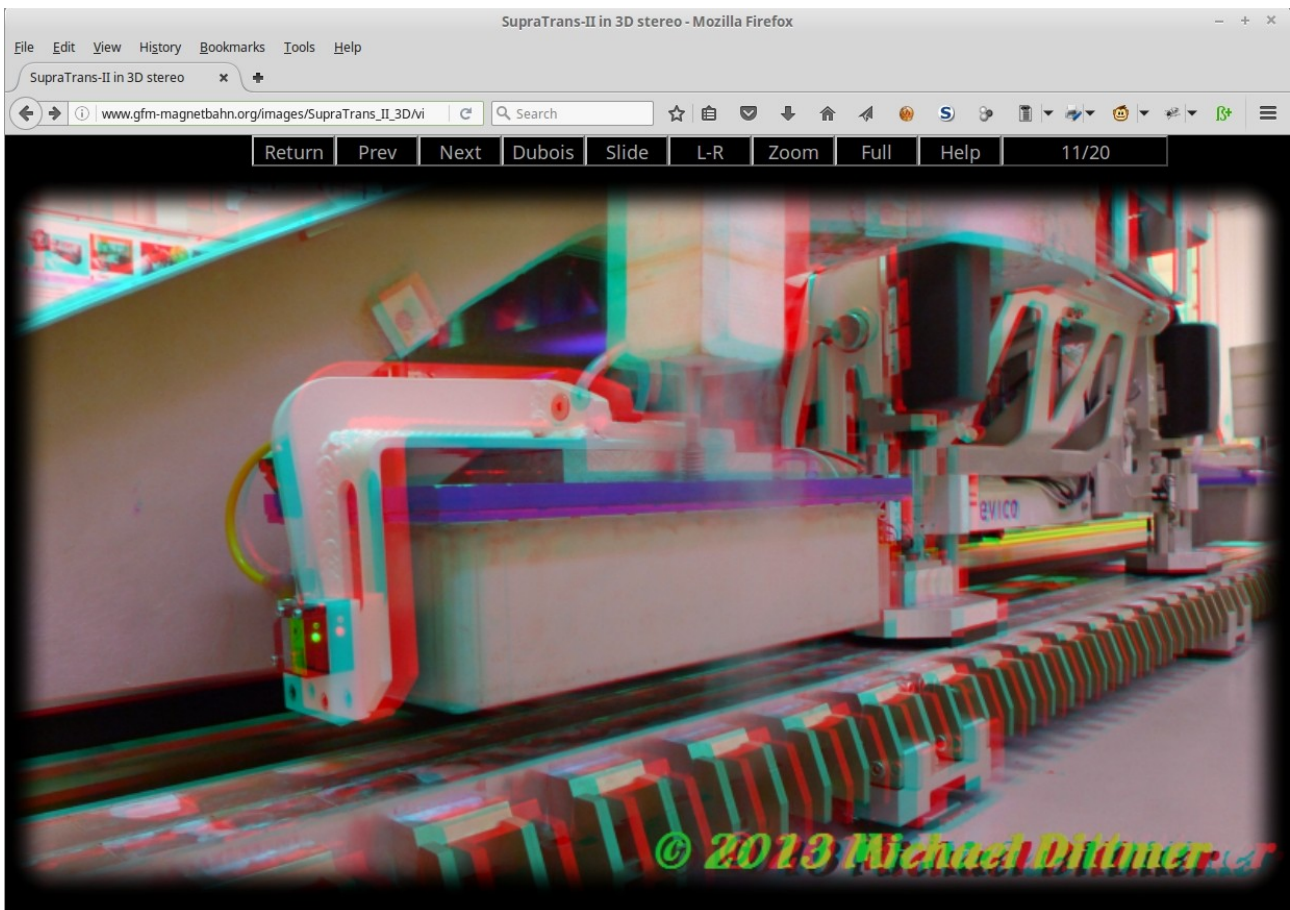 SupraTrans-II in 3D stereo - Mozilla Firefox
File Edit View History Bookmarks Tools Help
SupraTrans-II in 3D stereo
www.gfm-magnetbahn.org/images/SupraTrans_II_3D/vi Search
Return Prev Next Dubois Slide L-R Zoom Full Help 11/20
evico
© 2013 Michael Dittmer